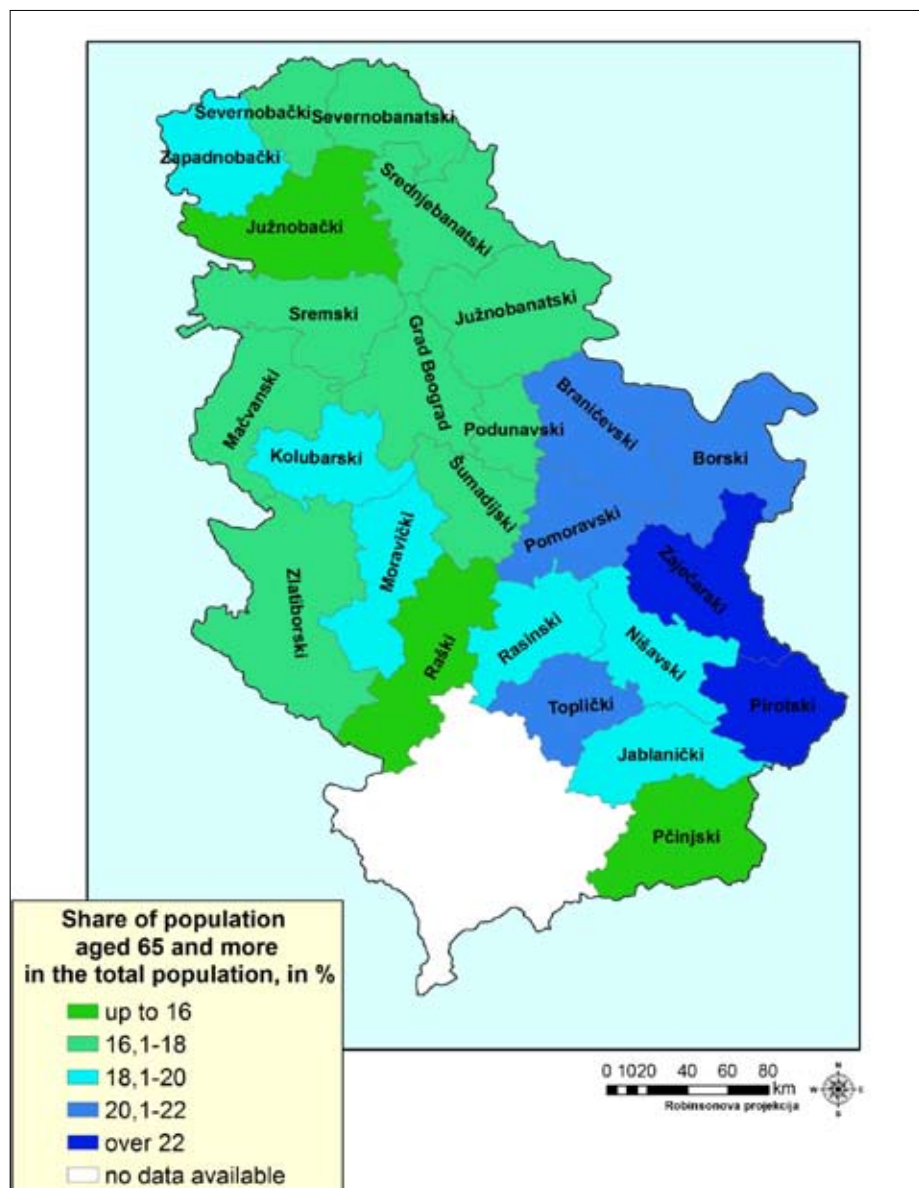 Severnobački
Severnobanatski
Zapadnobački
Srednjebanatski
Južnobački
Sremski
Južnobanatski
Grad Beograd
Mačvanski
Braničevski
Podunavski
Kolubarski
Borski
Šumadijski
Pomoravski
Moravički
Zaječarski
Zlatiborski
Raški
Rasinski
Nišavski
Toplički
Pirotski
Jablanički
Pčinjski
Share of population
aged 65 and more
in the total population, in %
up to 16
16,1-18
18,1-20
20,1-22
over 22
no data available
0 1020 40 60 80
km
Robinsonova projekcija
N
W E
S